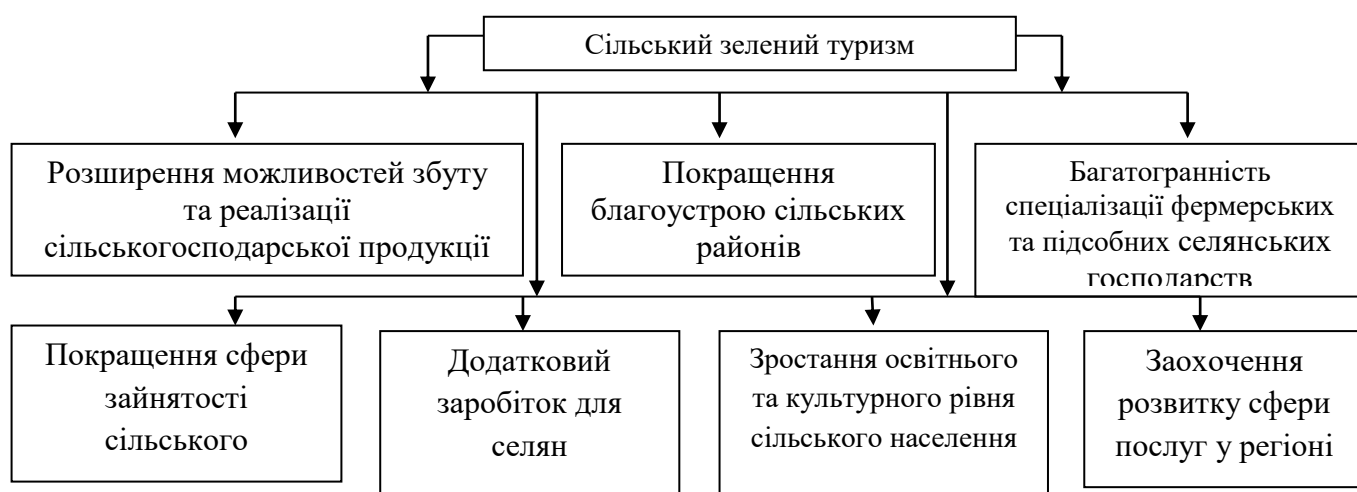 Сільський зелений туризм
Розширення можливостей збуту
та реалізації
сільськогосподарської продукції
Покращення
благоустрою сільських
районів
Багатогранність
спеціалізації фермерських
та підсобних селянських
господарств
Покращення сфери
зайнятості
сільського
Додатковий
заробіток для
селян
Зростання освітнього
та культурного рівня
сільського населення
Заохочення
розвитку сфери
послуг у регіоні